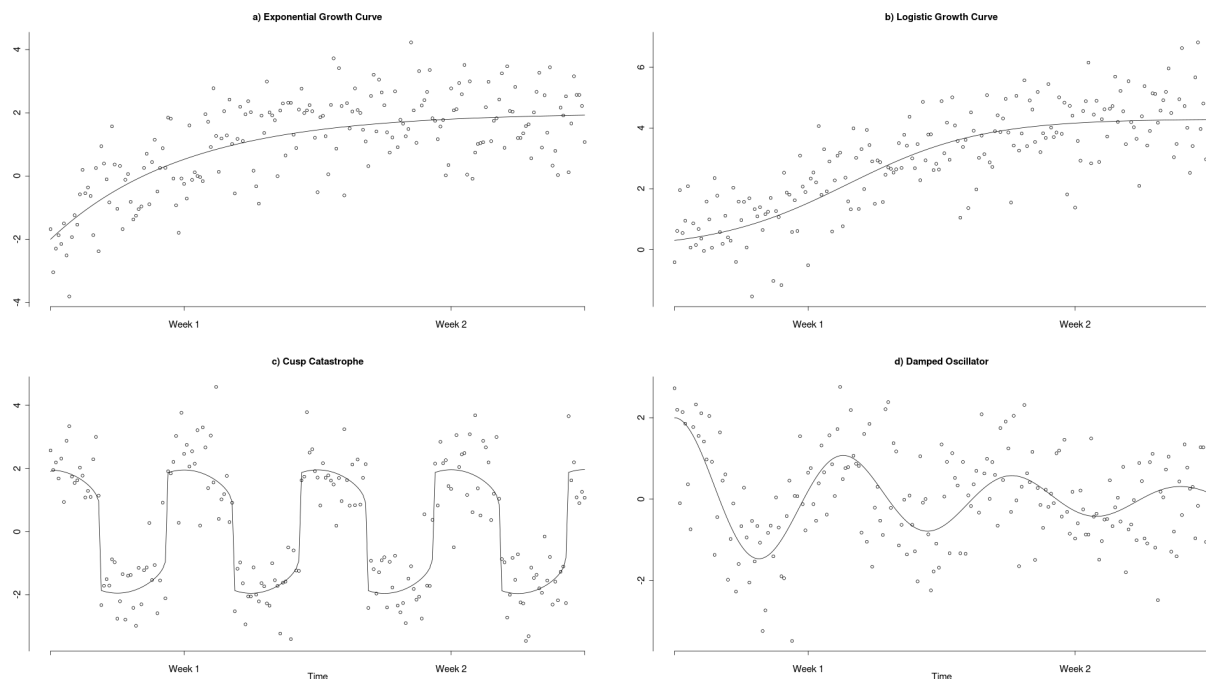 a) Exponential Growth Curve
4
2
0
-2
-4
Week 1
Week 2
b) Logistic Growth Curve
6
4
2
0
Week 1
Week 2
c) Cusp Catastrophe
4
2
0
-2
Week 1
Week 2
Time
d) Damped Oscillator
2
0
-2
Week 1
Week 2
Time